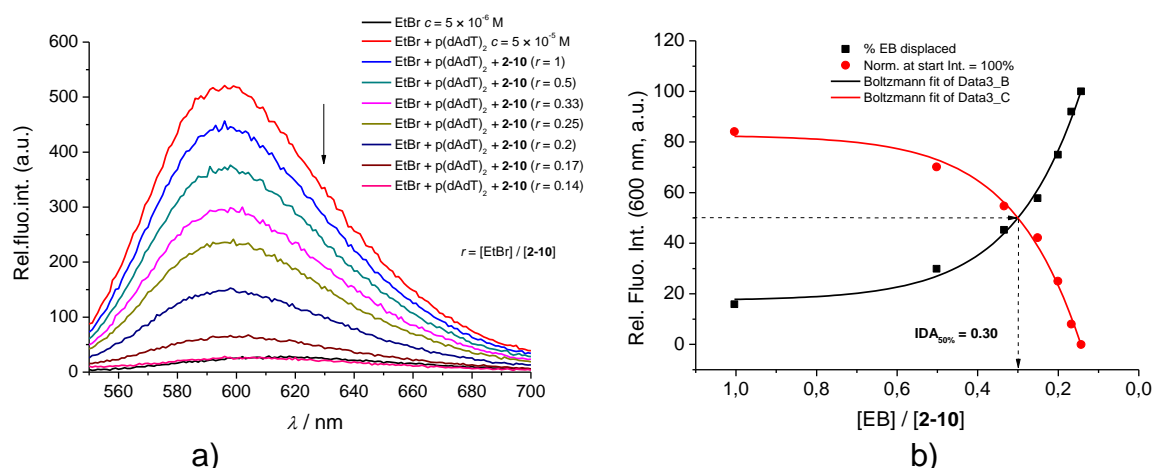 EtBr c = 5 × 10⁻⁶ M
EtBr + p(dAdT)₂ c = 5 × 10⁻⁵ M
EtBr + p(dAdT)₂ + 2-10 (r = 1)
EtBr + p(dAdT)₂ + 2-10 (r = 0.5)
EtBr + p(dAdT)₂ + 2-10 (r = 0.33)
EtBr + p(dAdT)₂ + 2-10 (r = 0.25)
EtBr + p(dAdT)₂ + 2-10 (r = 0.2)
EtBr + p(dAdT)₂ + 2-10 (r = 0.17)
EtBr + p(dAdT)₂ + 2-10 (r = 0.14)
r = [EtBr] / [2-10]
Rel.fluo.int. (a.u.)
600
500
400
300
200
100
0
560 580 600 620 640 660 680 700
λ / nm
a)
% EB displaced
Norm. at start Int. = 100%
Boltzmann fit of Data3_B
Boltzmann fit of Data3_C
Rel. Fluo. Int. (600 nm, a.u.)
120
100
80
60
40
20
0
IDA50% = 0.30
1,0 0,8 0,6 0,4 0,2 0,0
[EB] / [2-10]
b)